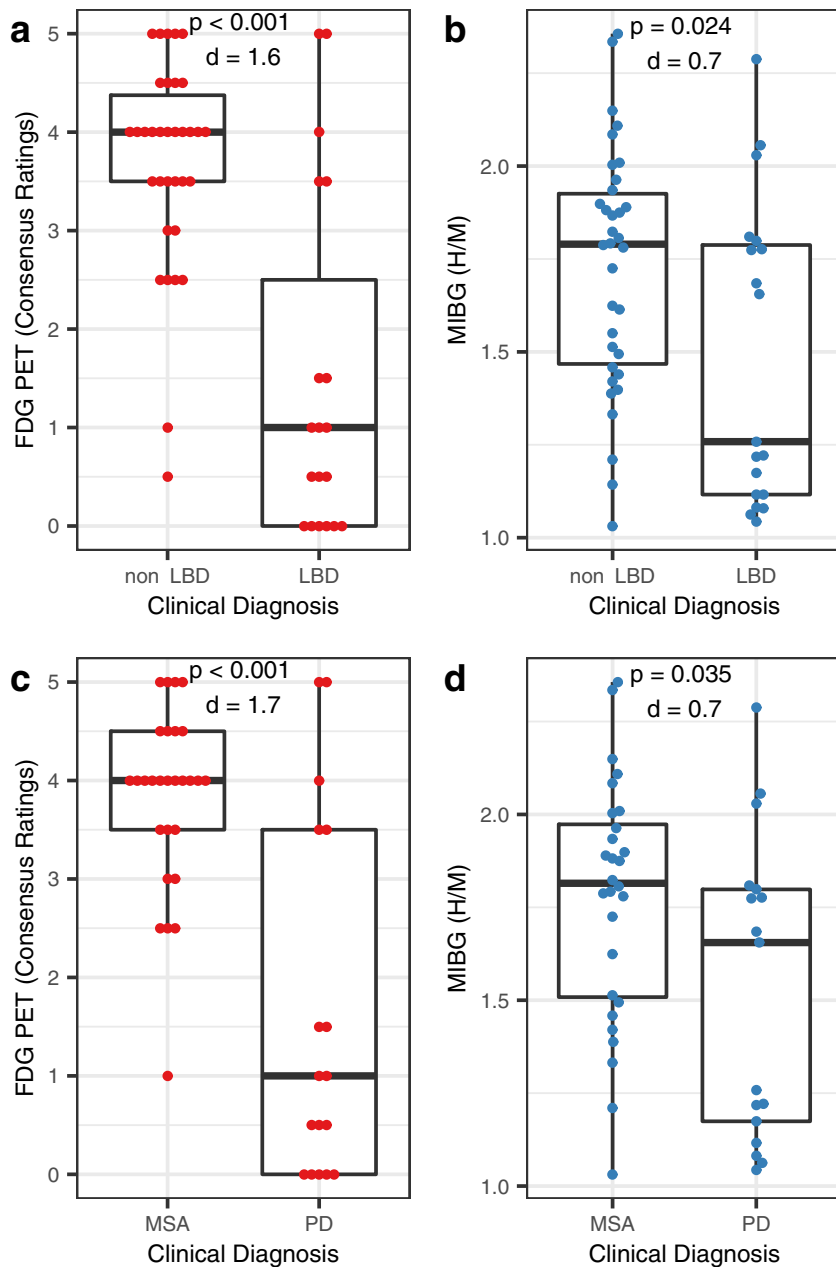 a
p < 0.001
d = 1.6
FDG PET (Consensus Ratings)
5
4
3
2
1
0
non LBD
LBD
Clinical Diagnosis
b
p = 0.024
d = 0.7
MIBG (H/M)
2.0
1.5
1.0
non LBD
LBD
Clinical Diagnosis
c
p < 0.001
d = 1.7
FDG PET (Consensus Ratings)
5
4
3
2
1
0
MSA
PD
Clinical Diagnosis
d
p = 0.035
d = 0.7
MIBG (H/M)
2.0
1.5
1.0
MSA
PD
Clinical Diagnosis